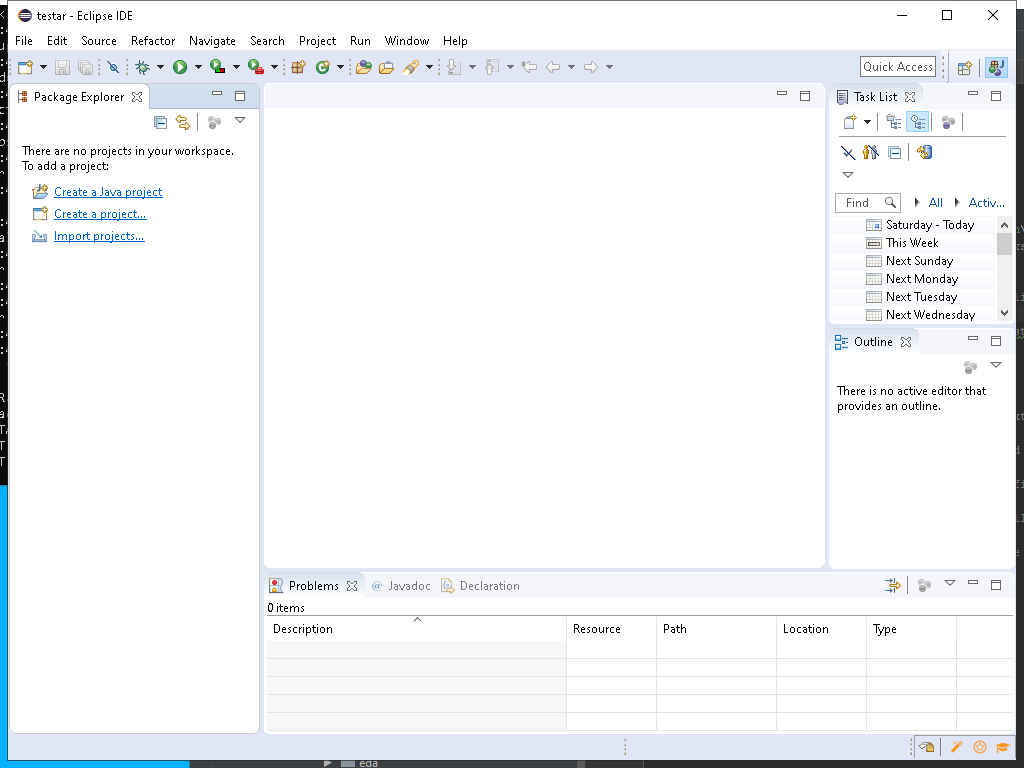 testar - Eclipse IDE
File Edit Source Refactor Navigate Search Project Run Window Help
Quick Access
Package Explorer
There are no projects in your workspace.
To add a project:
Create a Java project
Create a project...
Import projects...
Task List
Find All Activ...
Saturday - Today
This Week
Next Sunday
Next Monday
Next Tuesday
Next Wednesday
Outline
There is no active editor that
provides an outline.
Problems @ Javadoc Declaration
0 items
Description Resource Path Location Type
eda